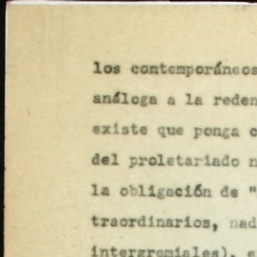 los contemporáneos
análoga a la reden
existe que ponga
del proletariado n
la obligación de "
traordinarios, nad
intergremiales), e